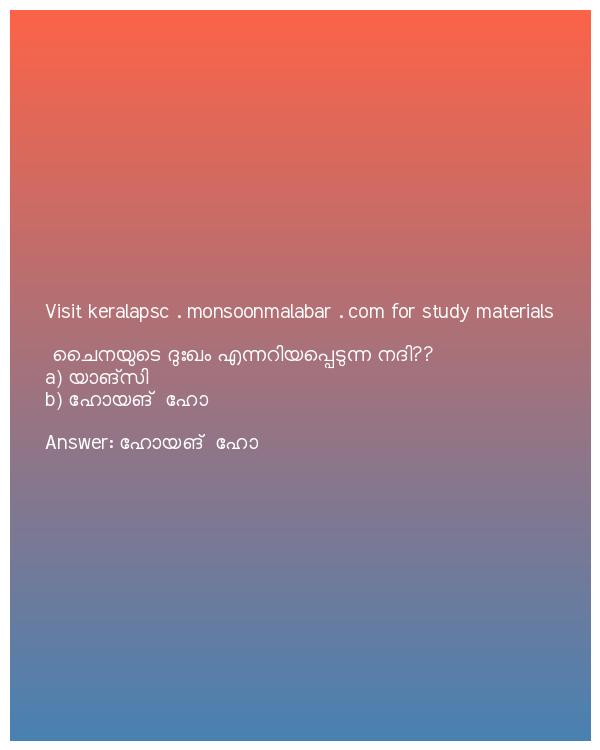 Visit keralapsc . monsoonmalabar . com for study materials
ചൈനയുടെ ദുഃഖം എന്നറിയപ്പെടുന്ന നദി??
a) യാങ്സി
b) ഹോയങ് ഹോ
Answer: ഹോയങ് ഹോ